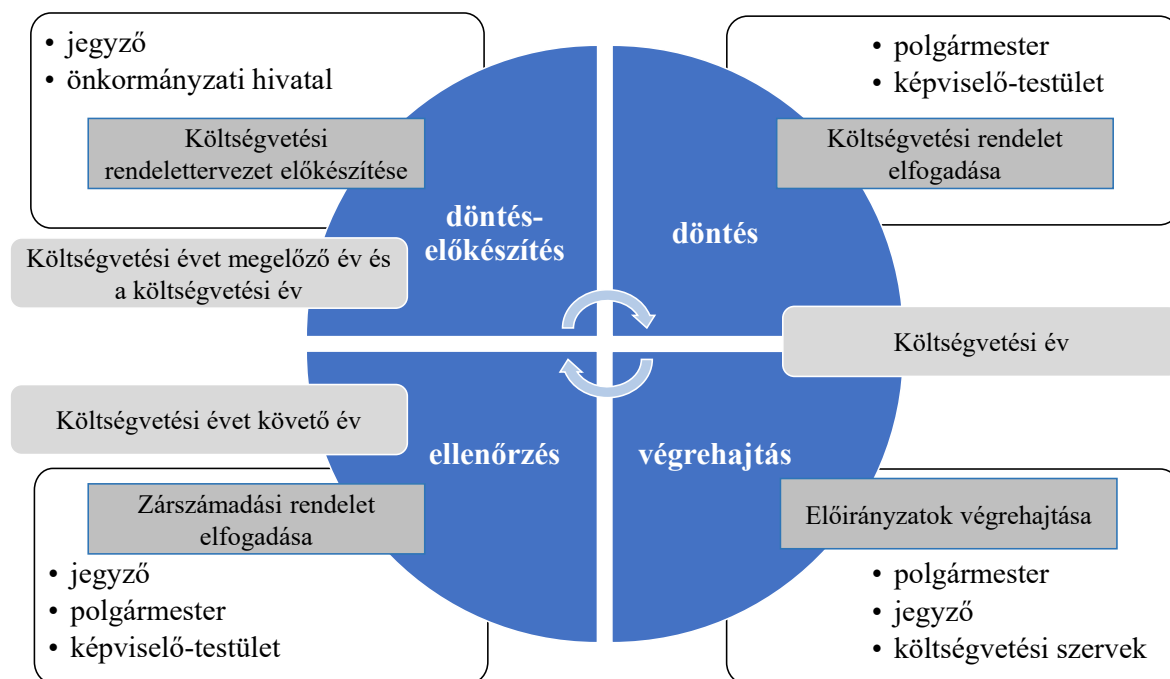 • jegyző
• önkormányzati hivatal
Költségvetési
rendelettervezet előkészítése
döntés-
előkészítés
Költségvetési évet megelőző év és
a költségvetési év
• polgármester
• képviselő-testület
Költségvetési rendelet
elfogadása
döntés
Költségvetési év
Költségvetési évet követő év
ellenőrzés
Zárszámadási rendelet
elfogadása
• jegyző
• polgármester
• képviselő-testület
végrehajtás
Előirányzatok végrehajtása
• polgármester
• jegyző
• költségvetési szervek